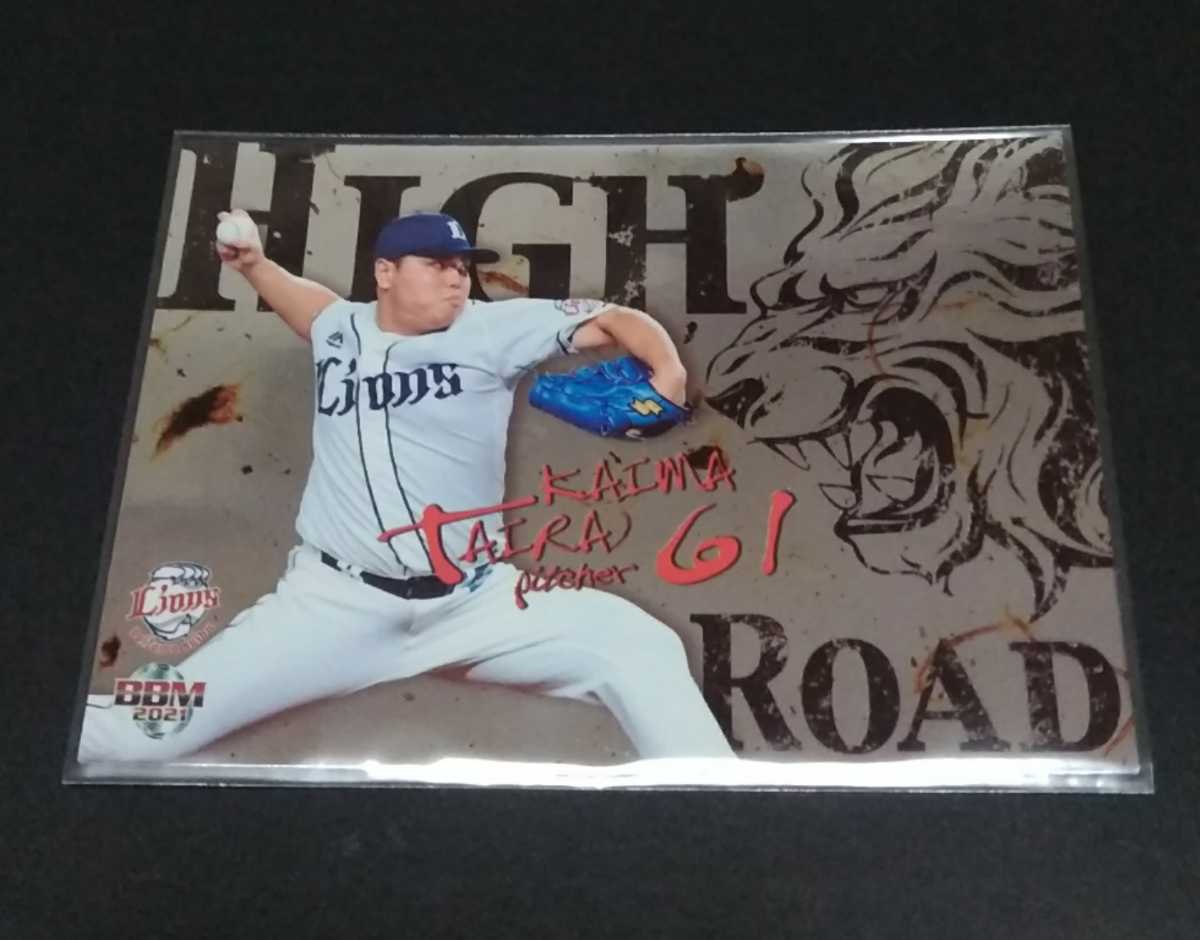 HIGH
L
Lions
KAIMA
TAIRA 61
pitcher
Lions
BBM
2021
ROAD